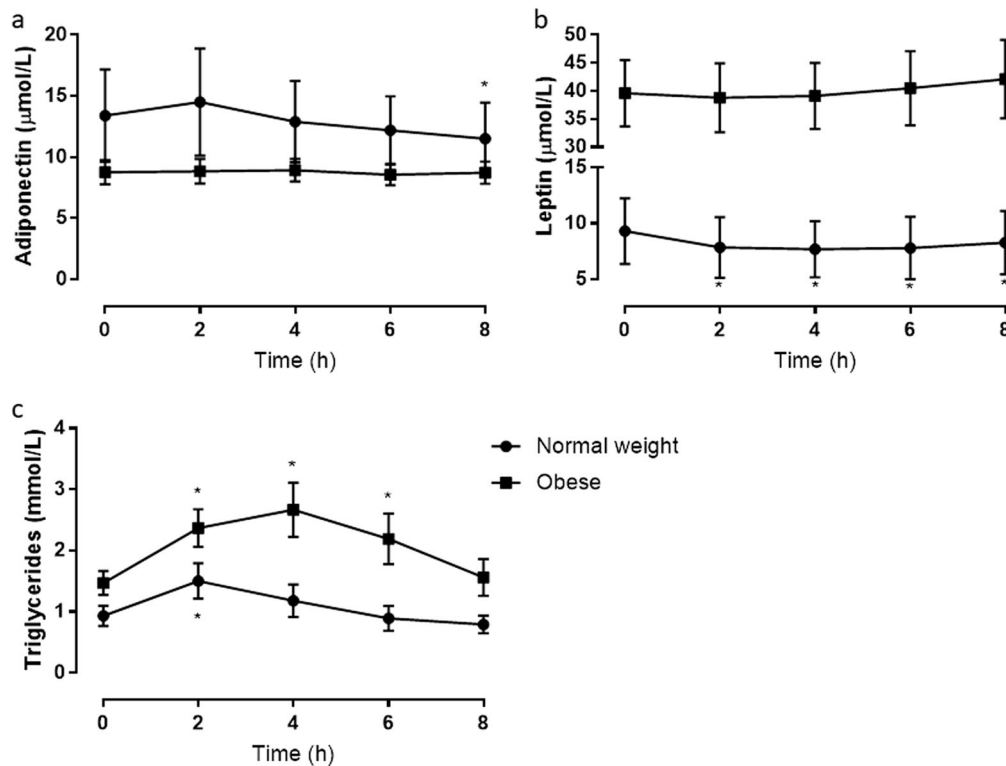 a
Adiponectin (μmol/L)
20
15
10
5
0
*
0 2 4 6 8
Time (h)
b
Leptin (μmol/L)
50
45
40
35
30
15
10
5
* * * *
0 2 4 6 8
Time (h)
c
Triglycerides (mmol/L)
4
3
2
1
0
* * *
*
0 2 4 6 8
Time (h)
Normal weight
Obese